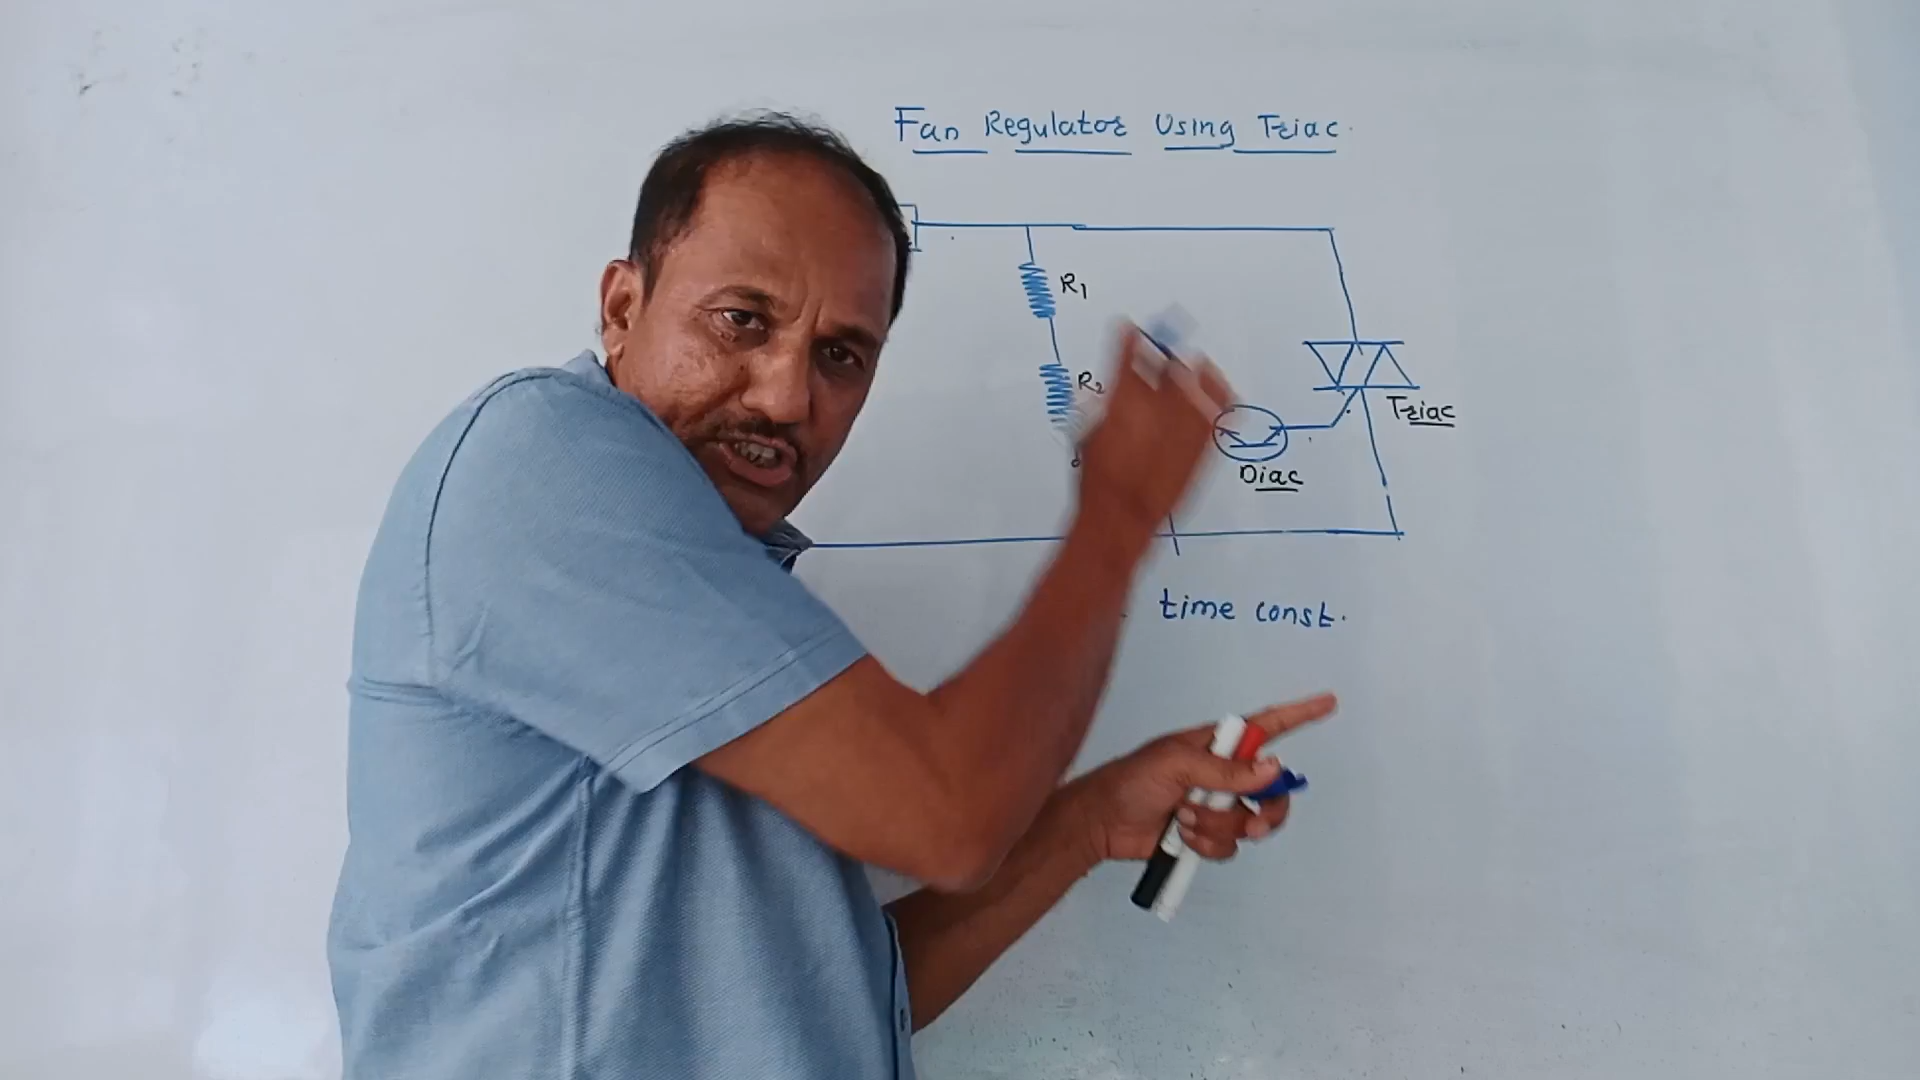 Fan Regulator Using Triac.
R1
R2
Triac
Diac
time const.